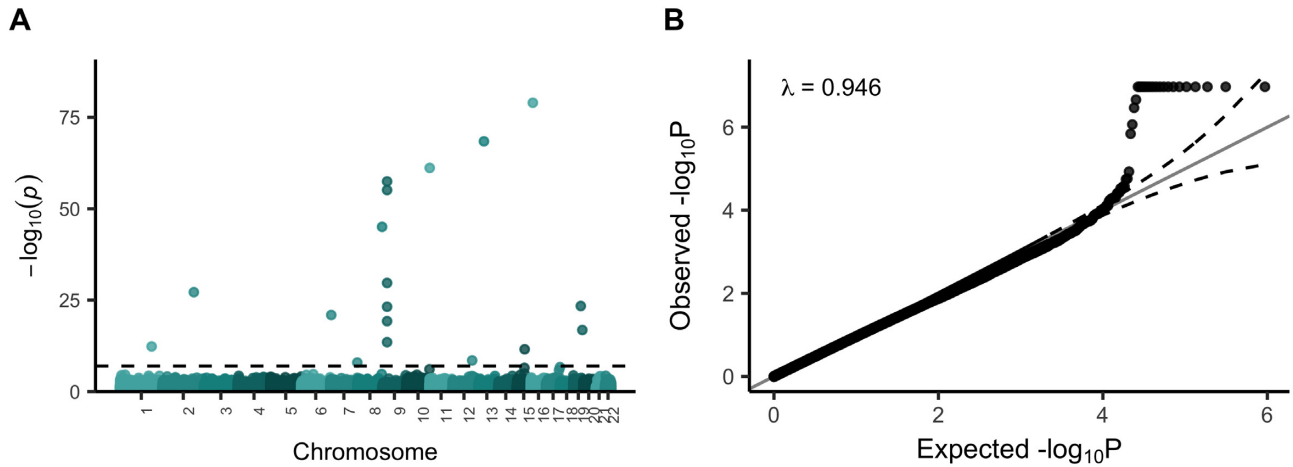 A
−log₁₀(p)
75
50
25
0
1 2 3 4 5 6 7 8 9 10 11 12 13 14 15 16 17 18 19 20 21 22
Chromosome
B
λ = 0.946
Observed -log₁₀P
6
4
2
0
0 2 4 6
Expected -log₁₀P